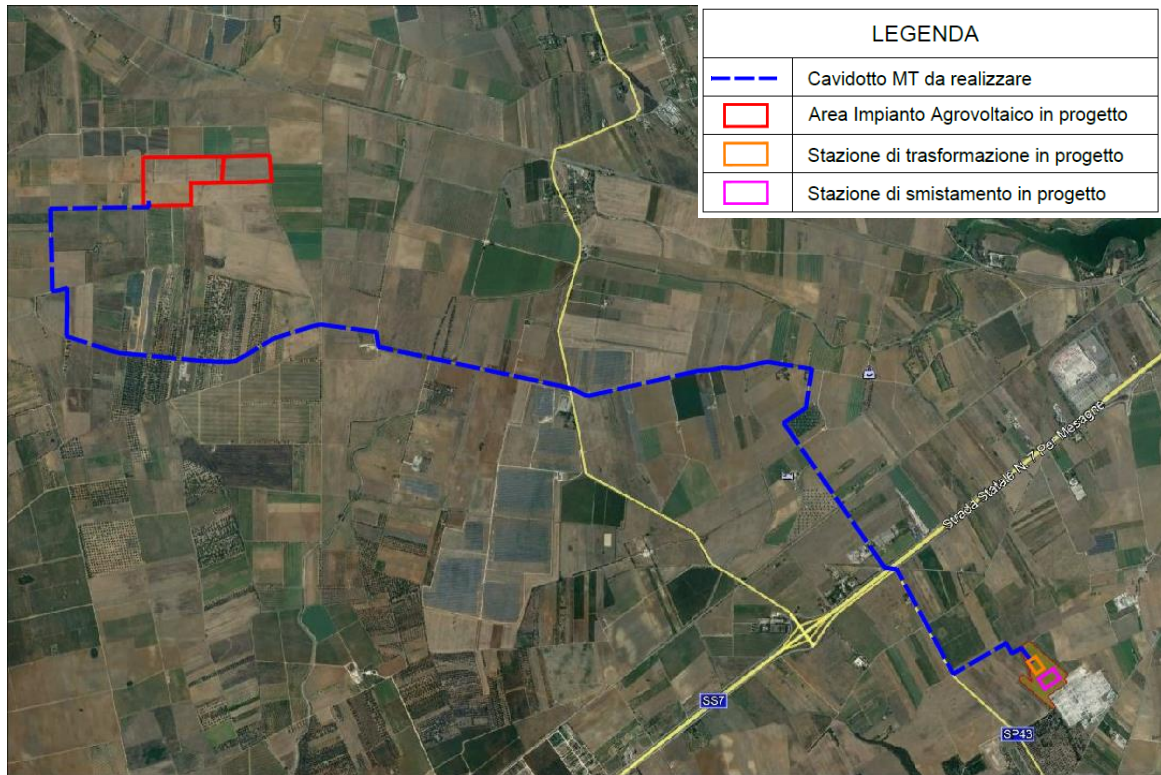 LEGENDA
Cavidotto MT da realizzare
Area Impianto Agrovoltaico in progetto
Stazione di trasformazione in progetto
Stazione di smistamento in progetto
Strada Statale N. 7 Per Mesagne
SS7
SP43